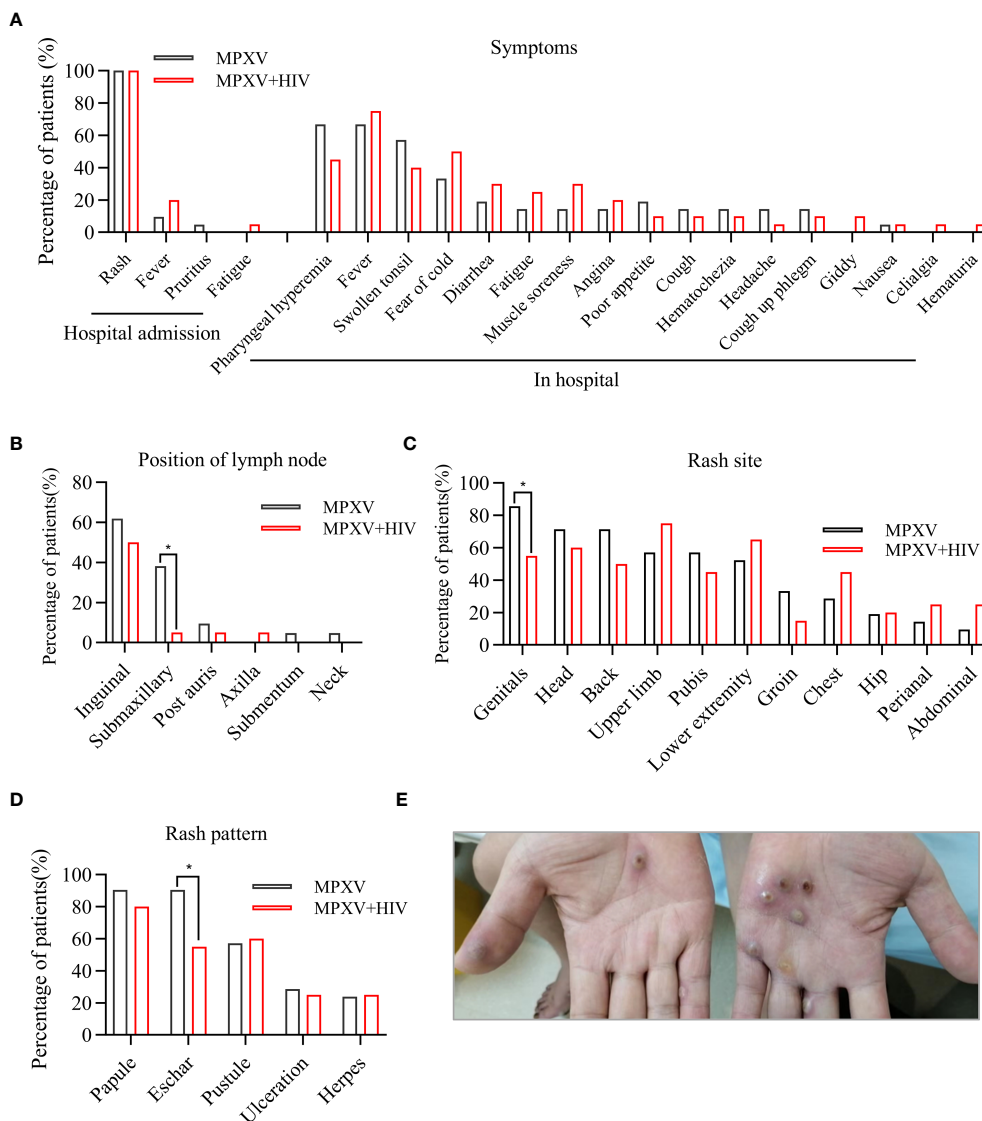 A
Symptoms
MPXV
MPXV+HIV
Percentage of patients (%)
100
80
60
40
20
0
Rash
Fever
Pruritus
Fatigue
Pharyngeal hyperemia
Fever
Swollen tonsil
Fear of cold
Diarrhea
Fatigue
Muscle soreness
Angina
Poor appetite
Cough
Hematochezia
Headache
Cough up phlegm
Giddy
Nausea
Celialgia
Hematuria
Hospital admission
In hospital
B
Position of lymph node
MPXV
MPXV+HIV
Percentage of patients(%)
80
60
40
20
0
*
Inguinal
Submaxillary
Post auris
Axilla
Submentum
Neck
C
Rash site
MPXV
MPXV+HIV
Percentage of patients(%)
100
80
60
40
20
0
*
Genitals
Head
Back
Upper limb
Pubis
Lower extremity
Groin
Chest
Hip
Perianal
Abdominal
D
Rash pattern
MPXV
MPXV+HIV
Percentage of patients(%)
100
80
60
40
20
0
*
Papule
Eschar
Pustule
Ulceration
Herpes
E